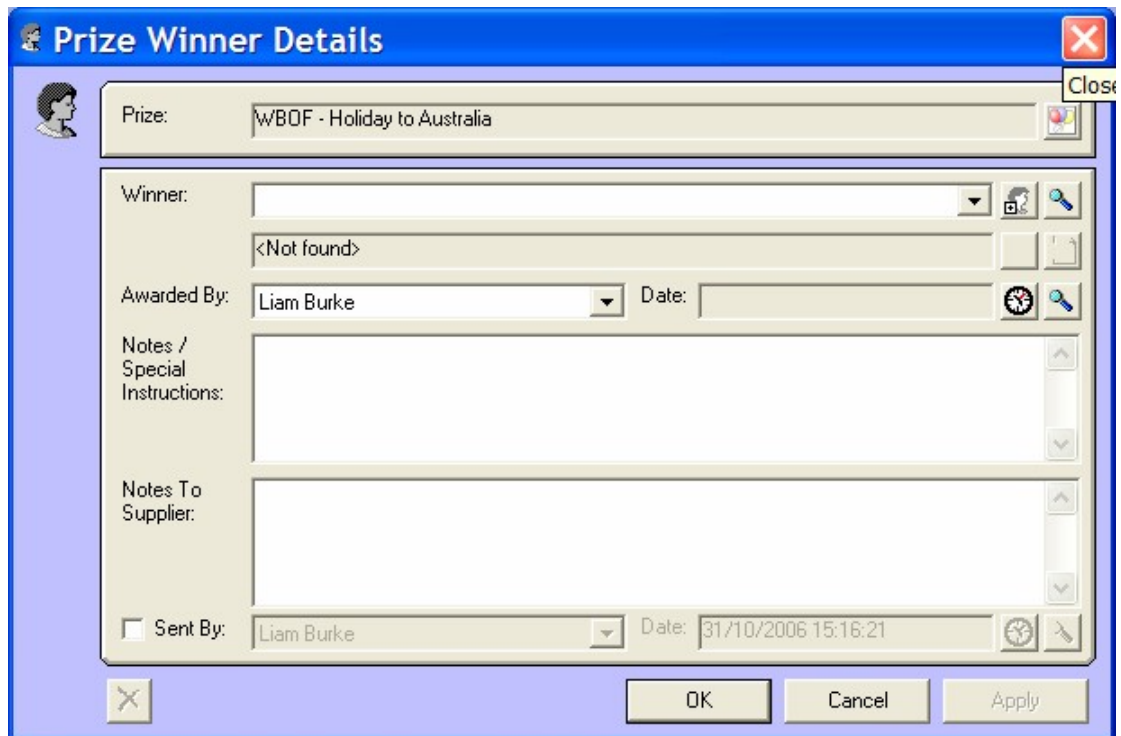 Prize Winner Details
Close
Prize: WBOF - Holiday to Australia
Winner:
<Not found>
Awarded By: Liam Burke Date:
Notes /
Special
Instructions:
Notes To
Supplier:
Sent By: Liam Burke Date: 31/10/2006 15:16:21
OK Cancel Apply